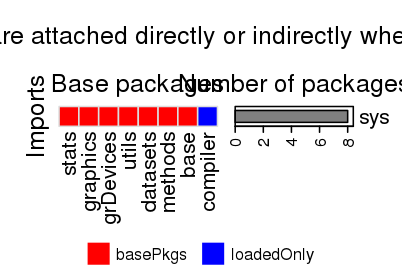 are attached directly or indirectly whe
Base packages
Number of packages
Imports
stats
graphics
grDevices
utils
datasets
methods
base
compiler
sys
0 2 4 6 8
basePkgs loadedOnly